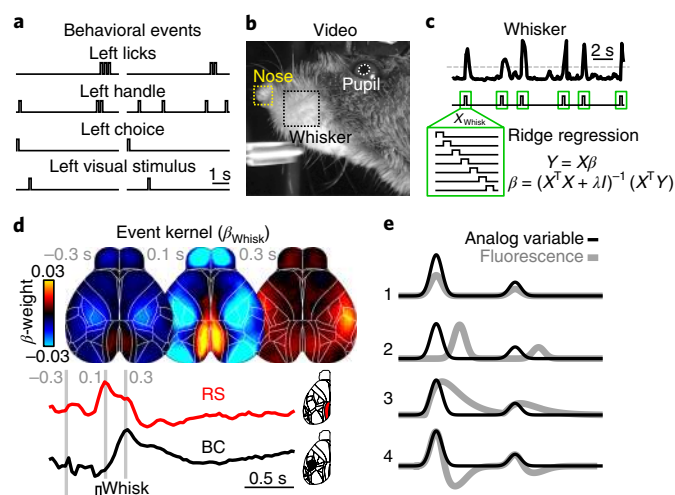 a
Behavioral events
Left licks
Left handle
Left choice
Left visual stimulus
1 s
b
Video
Nose
Pupil
Whisker
c
Whisker
2 s
X_Whisk
Ridge regression
Y = Xβ
β = (XᵀX + λI)⁻¹ (XᵀY)
d
Event kernel (β_Whisk)
−0.3 s
0.1 s
0.3 s
0.03
β-weight
−0.03
−0.3
0.1
0.3
RS
BC
Whisk
0.5 s
e
Analog variable
Fluorescence
1
2
3
4